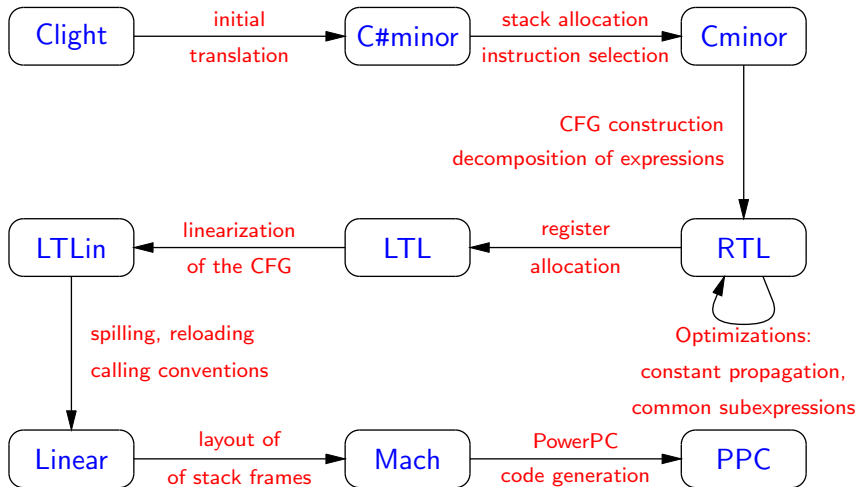 Clight
initial
translation
C#minor
stack allocation
instruction selection
Cminor
CFG construction
decomposition of expressions
LTLin
linearization
of the CFG
LTL
register
allocation
RTL
spilling, reloading
calling conventions
Optimizations:
constant propagation,
common subexpressions
Linear
layout of
of stack frames
Mach
PowerPC
code generation
PPC